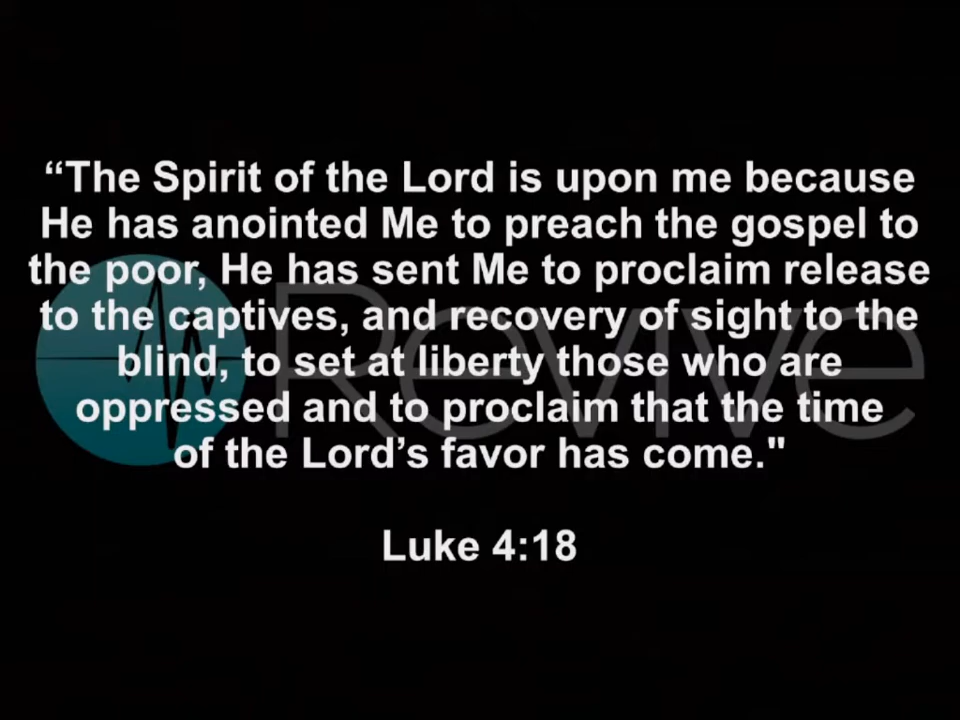 “The Spirit of the Lord is upon me because
He has anointed Me to preach the gospel to
the poor, He has sent Me to proclaim release
to the captives, and recovery of sight to the
blind, to set at liberty those who are
oppressed and to proclaim that the time
of the Lord’s favor has come."
Luke 4:18
Revive